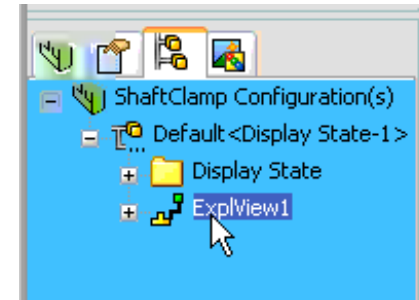 ShaftClamp Configuration(s)
Default<Display State-1>
Display State
ExplView1